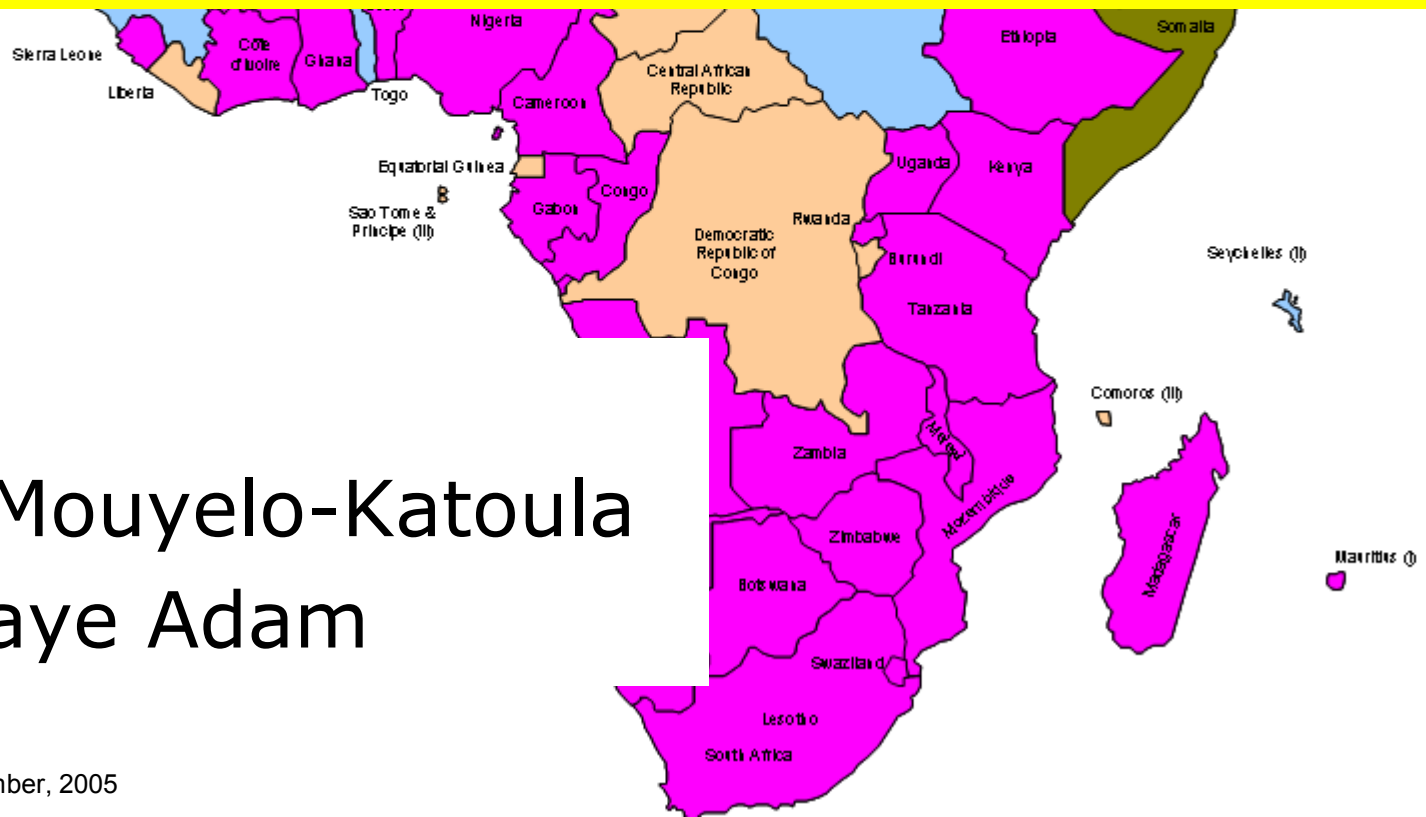 Nigeria
Somalia
Sierra Leone
Côte
d'Ivoire
Ghana
Ethiopia
Liberia
Togo
Cameroon
Central African
Republic
Equatorial Guinea
Uganda
Kenya
Congo
Gabon
Sao Tome &
Principe (III)
Rwanda
Democratic
Republic of
Congo
Burundi
Seychelles (II)
Tanzania
Comoros (III)
Malawi
Zambia
Mozambique
Mouyelo-Katoula
Zimbabwe
Madagascar
Mauritius (I)
Botswana
aye Adam
Swaziland
Lesotho
South Africa
mber, 2005